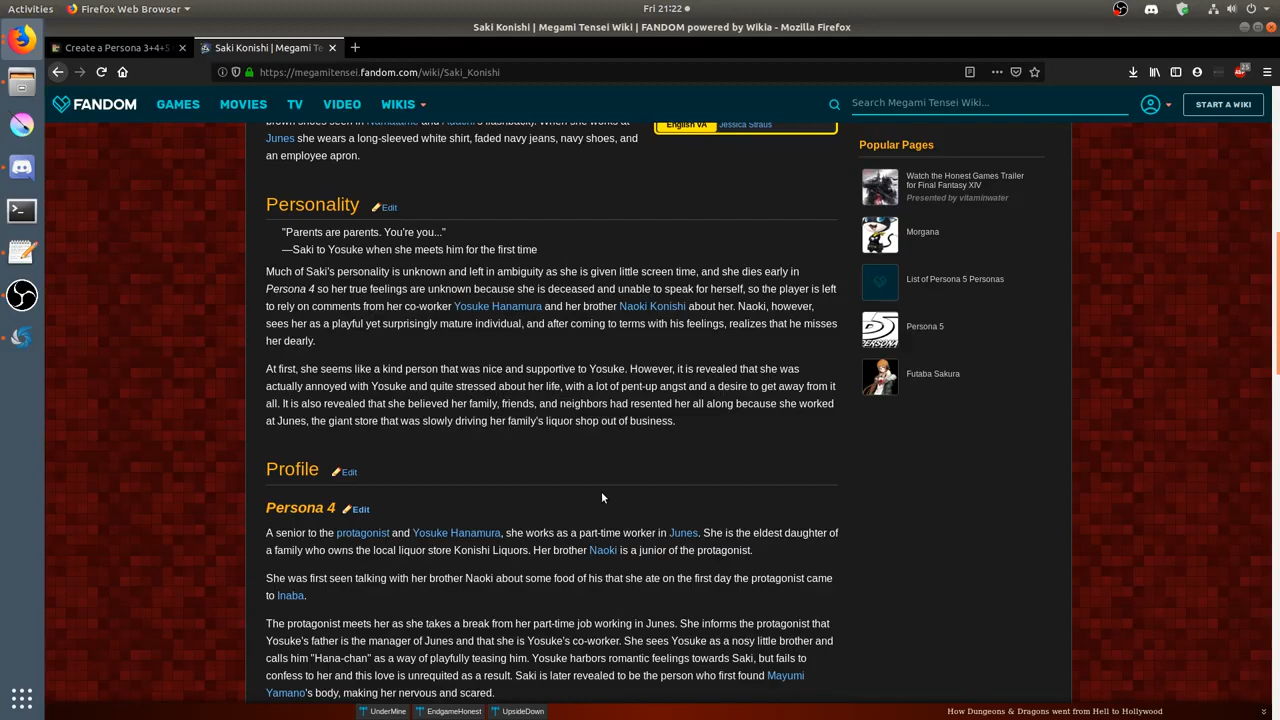 Activities
Firefox Web Browser
Fri 21:22
Saki Konishi | Megami Tensei Wiki | FANDOM powered by Wikia - Mozilla Firefox
Create a Persona 3+4+5
Saki Konishi | Megami Te
https://megamitensei.fandom.com/wiki/Saki_Konishi
25
FANDOM
GAMES
MOVIES
TV
VIDEO
WIKIS
Search Megami Tensei Wiki...
START A WIKI
brown shoes seen in Namatame and Adachi's flashback). When she works at
Junes she wears a long-sleeved white shirt, faded navy jeans, navy shoes, and
an employee apron.
English VA
Jessica Straus
Personality
Edit
"Parents are parents. You're you..."
—Saki to Yosuke when she meets him for the first time
Much of Saki's personality is unknown and left in ambiguity as she is given little screen time, and she dies early in
Persona 4 so her true feelings are unknown because she is deceased and unable to speak for herself, so the player is left
to rely on comments from her co-worker Yosuke Hanamura and her brother Naoki Konishi about her. Naoki, however,
sees her as a playful yet surprisingly mature individual, and after coming to terms with his feelings, realizes that he misses
her dearly.
At first, she seems like a kind person that was nice and supportive to Yosuke. However, it is revealed that she was
actually annoyed with Yosuke and quite stressed about her life, with a lot of pent-up angst and a desire to get away from it
all. It is also revealed that she believed her family, friends, and neighbors had resented her all along because she worked
at Junes, the giant store that was slowly driving her family's liquor shop out of business.
Profile
Edit
Persona 4
Edit
A senior to the protagonist and Yosuke Hanamura, she works as a part-time worker in Junes. She is the eldest daughter of
a family who owns the local liquor store Konishi Liquors. Her brother Naoki is a junior of the protagonist.
She was first seen talking with her brother Naoki about some food of his that she ate on the first day the protagonist came
to Inaba.
The protagonist meets her as she takes a break from her part-time job working in Junes. She informs the protagonist that
Yosuke's father is the manager of Junes and that she is Yosuke's co-worker. She sees Yosuke as a nosy little brother and
calls him "Hana-chan" as a way of playfully teasing him. Yosuke harbors romantic feelings towards Saki, but fails to
confess to her and this love is unrequited as a result. Saki is later revealed to be the person who first found Mayumi
Yamano's body, making her nervous and scared.
Popular Pages
Watch the Honest Games Trailer
for Final Fantasy XIV
Presented by vitaminwater
Morgana
List of Persona 5 Personas
Persona 5
Futaba Sakura
UnderMine
EndgameHonest
UpsideDown
How Dungeons & Dragons went from Hell to Hollywood